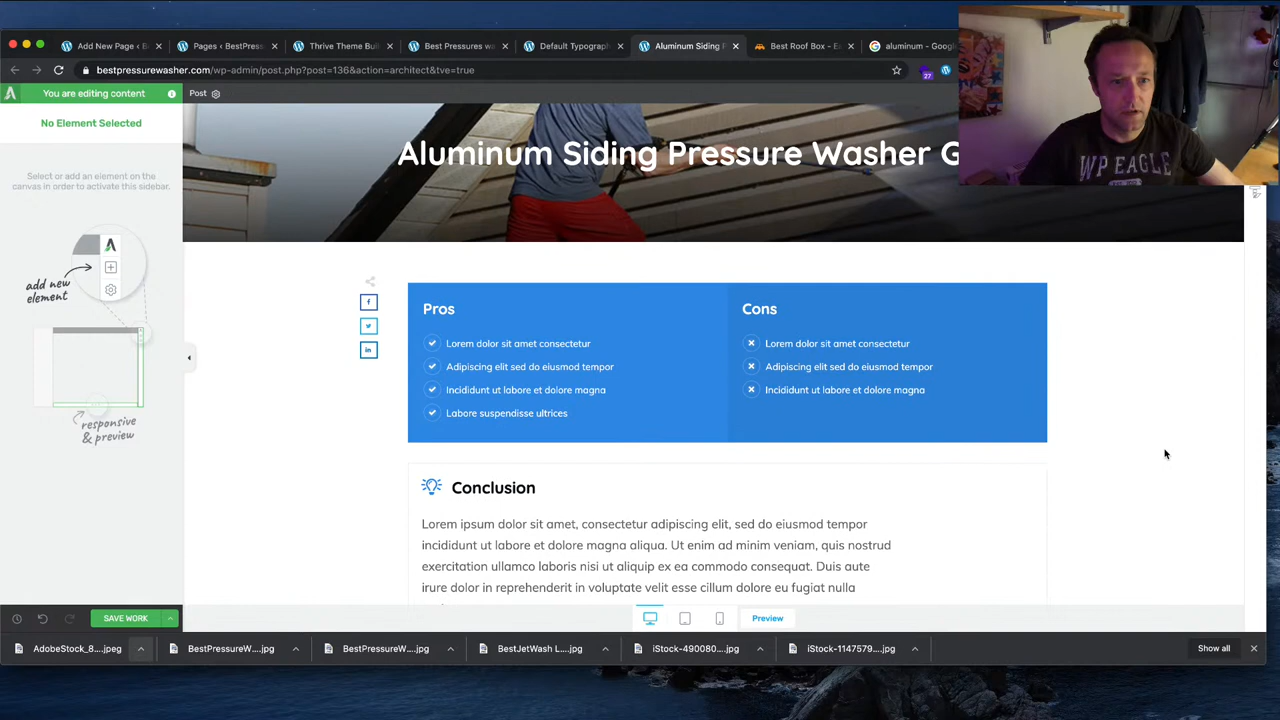 Add New Page < B
Pages < BestPress
Thrive Theme Bui
Best Pressures wa
Default Typograph
Aluminum Siding
Best Roof Box - Ea
aluminum - Google
bestpressurewasher.com/wp-admin/post.php?post=136&action=architect&tve=true
27
You are editing content
Post
No Element Selected
Select or add an element on the
canvas in order to activate this sidebar.
add new
element
responsive
& preview
Aluminum Siding Pressure Washer G
WP EAGLE
Pros
Lorem dolor sit amet consectetur
Adipiscing elit sed do eiusmod tempor
Incididunt ut labore et dolore magna
Labore suspendisse ultrices
Cons
Lorem dolor sit amet consectetur
Adipiscing elit sed do eiusmod tempor
Incididunt ut labore et dolore magna
Conclusion
Lorem ipsum dolor sit amet, consectetur adipiscing elit, sed do eiusmod tempor
incididunt ut labore et dolore magna aliqua. Ut enim ad minim veniam, quis nostrud
exercitation ullamco laboris nisi ut aliquip ex ea commodo consequat. Duis aute
irure dolor in reprehenderit in voluptate velit esse cillum dolore eu fugiat nulla
SAVE WORK
Preview
AdobeStock_8....jpeg
BestPressureW....jpg
BestPressureW....jpg
BestJetWash L....jpg
iStock-490080....jpg
iStock-1147579....jpg
Show all